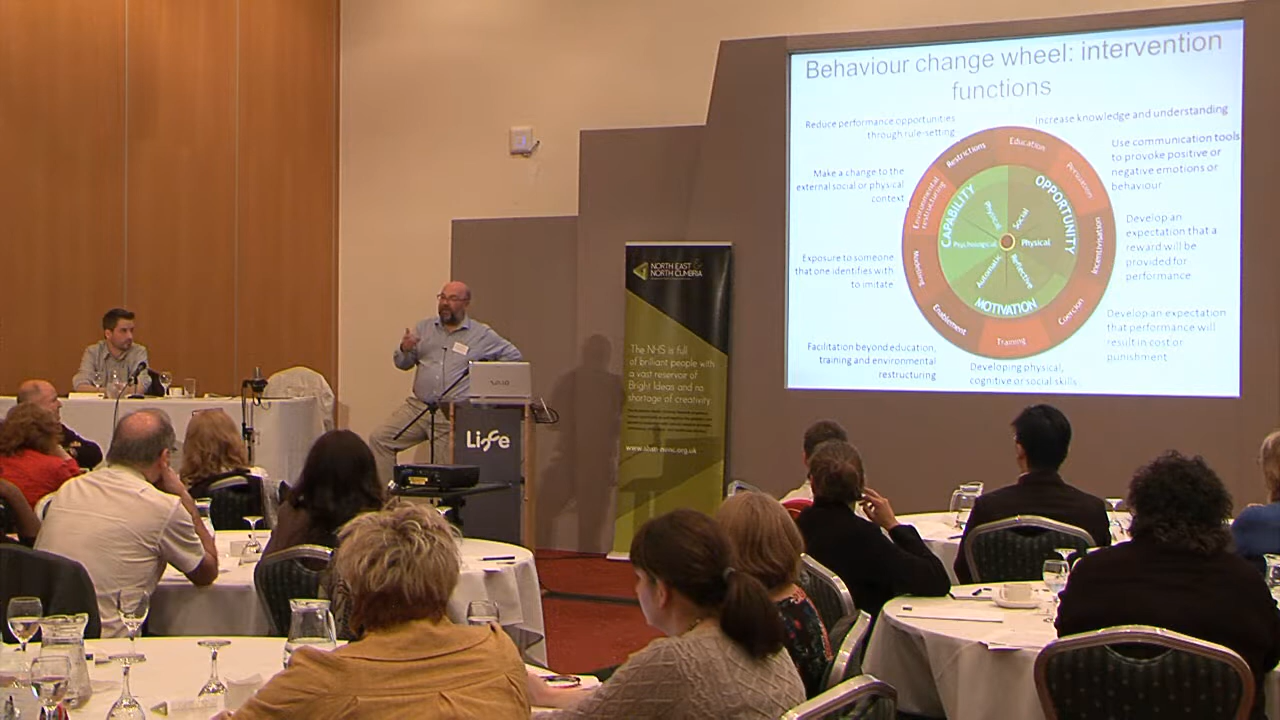 Behaviour change wheel: intervention
functions
Reduce performance opportunities
through rule-setting
Increase knowledge and understanding
Make a change to the
external social or physical
context
Use communication tools
to provoke positive or
negative emotions or
behaviour
Exposure to someone
that one identifies with
to imitate
Develop an
expectation that a
reward will be
provided for
performance
Facilitation beyond education,
training and environmental
restructuring
Develop an expectation
that performance will
result in cost or
punishment
Developing physical,
cognitive or social skills
Restrictions
Education
Persuasion
Incentivisation
Coercion
Training
Enablement
Modelling
Environmental
restructuring
CAPABILITY
OPPORTUNITY
MOTIVATION
Physical
Psychological
Social
Physical
Automatic
Reflective
NORTH EAST &
NORTH CUMBRIA
The NHS is full
of brilliant people with
a vast reservoir of
Bright Ideas and no
shortage of creativity.
Life